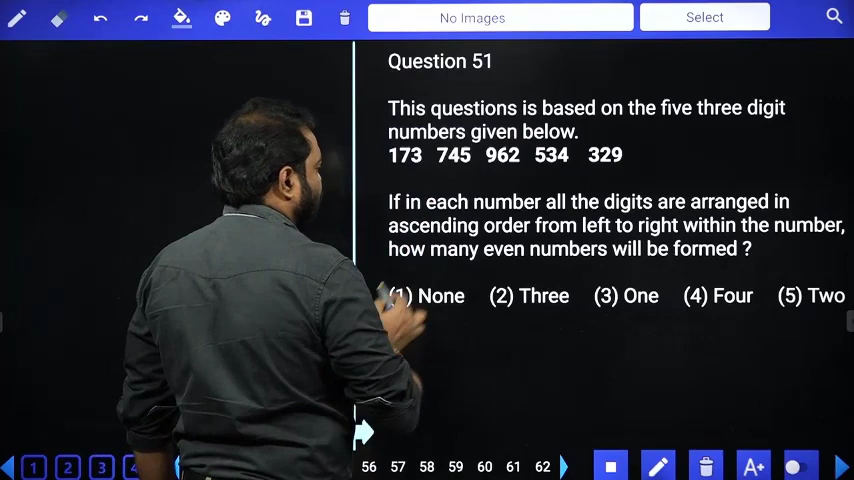 No Images
Select
Question 51
This questions is based on the five three digit
numbers given below.
173 745 962 534 329
If in each number all the digits are arranged in
ascending order from left to right within the number,
how many even numbers will be formed ?
(1) None (2) Three (3) One (4) Four (5) Two
1 2 3 4 56 57 58 59 60 61 62 A+